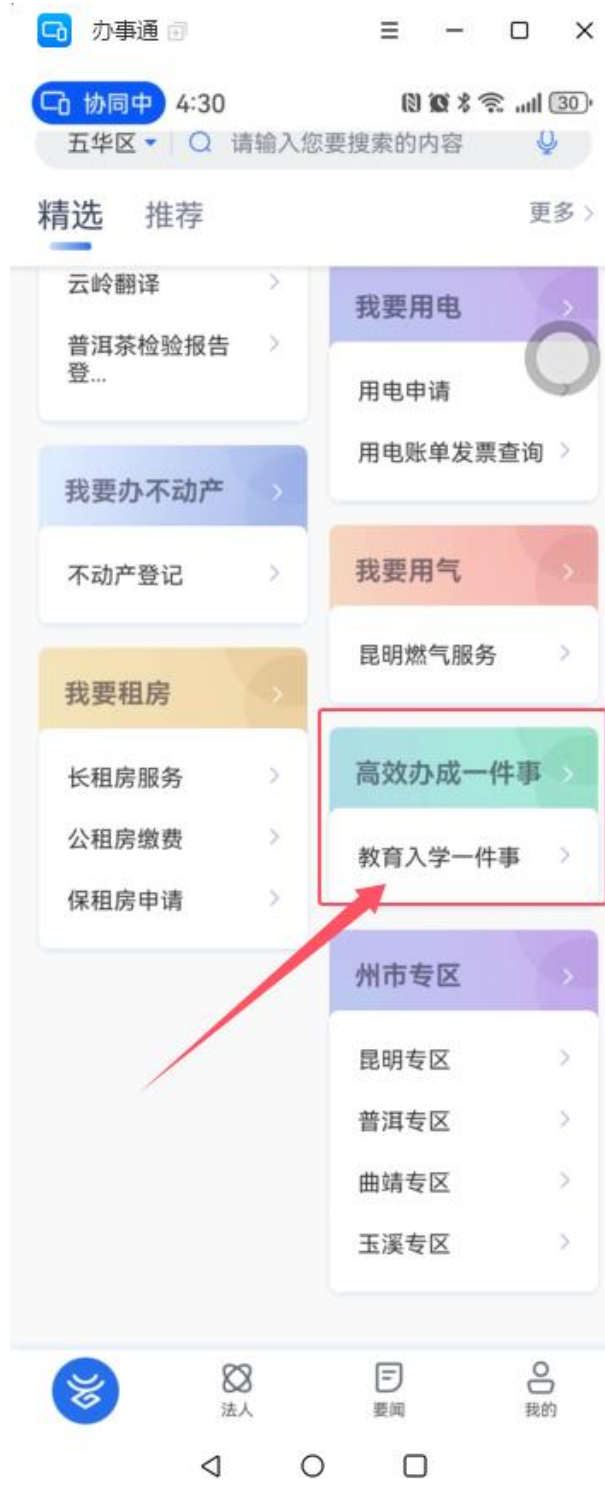 办事通
协同中 4:30
30
五华区 请输入您要搜索的内容
精选 推荐 更多
云岭翻译
普洱茶检验报告
登...
我要办不动产
不动产登记
我要租房
长租房服务
公租房缴费
保租房申请
我要用电
用电申请
用电账单发票查询
我要用气
昆明燃气服务
高效办成一件事
教育入学一件事
州市专区
昆明专区
普洱专区
曲靖专区
玉溪专区
法人
要闻
我的